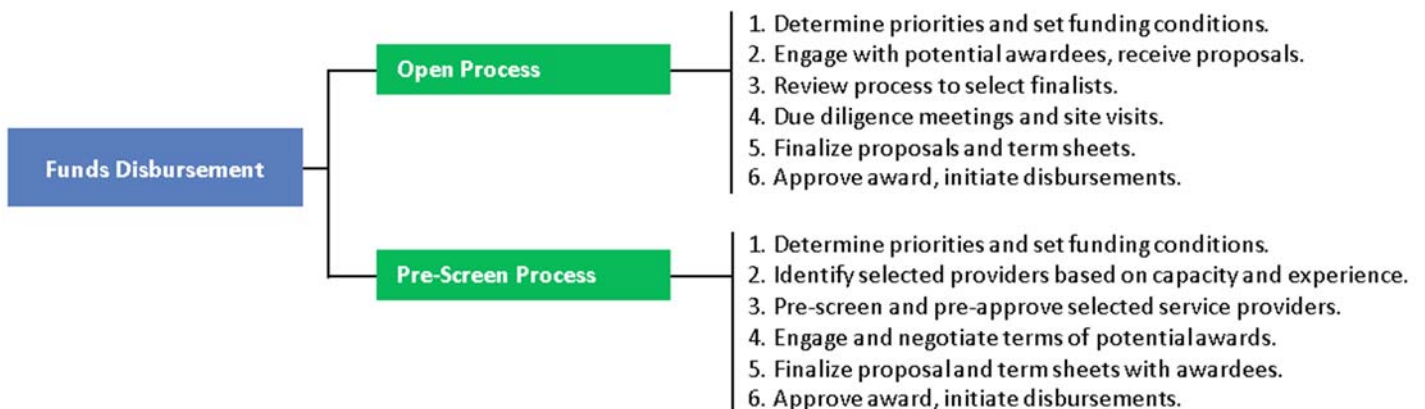 Funds Disbursement
Open Process
1. Determine priorities and set funding conditions.
2. Engage with potential awardees, receive proposals.
3. Review process to select finalists.
4. Due diligence meetings and site visits.
5. Finalize proposals and term sheets.
6. Approve award, initiate disbursements.
Pre-Screen Process
1. Determine priorities and set funding conditions.
2. Identify selected providers based on capacity and experience.
3. Pre-screen and pre-approve selected service providers.
4. Engage and negotiate terms of potential awards.
5. Finalize proposal and term sheets with awardees.
6. Approve award, initiate disbursements.